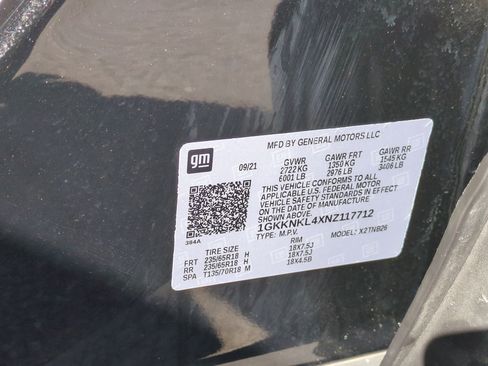 gm
MFD BY GENERAL MOTORS LLC
09/21 GVWR GAWR FRT GAWR RR
2722 KG 1350 KG 1545 KG
6001 LB 2976 LB 3406 LB
THIS VEHICLE CONFORMS TO ALL
APPLICABLE U.S. FEDERAL MOTOR
VEHICLE SAFETY STANDARDS IN EFFECT
ON THE DATE OF MANUFACTURE
SHOWN ABOVE.
1GKKNKL4XNZ117712
TYPE: M.P.V. MODEL: X2TNB26
384A
TIRE SIZE RIM
FRT 235/65R18 H 18X7.5J
RR 235/65R18 H 18X7.5J
SPA T135/70R18 M 18X4.5B